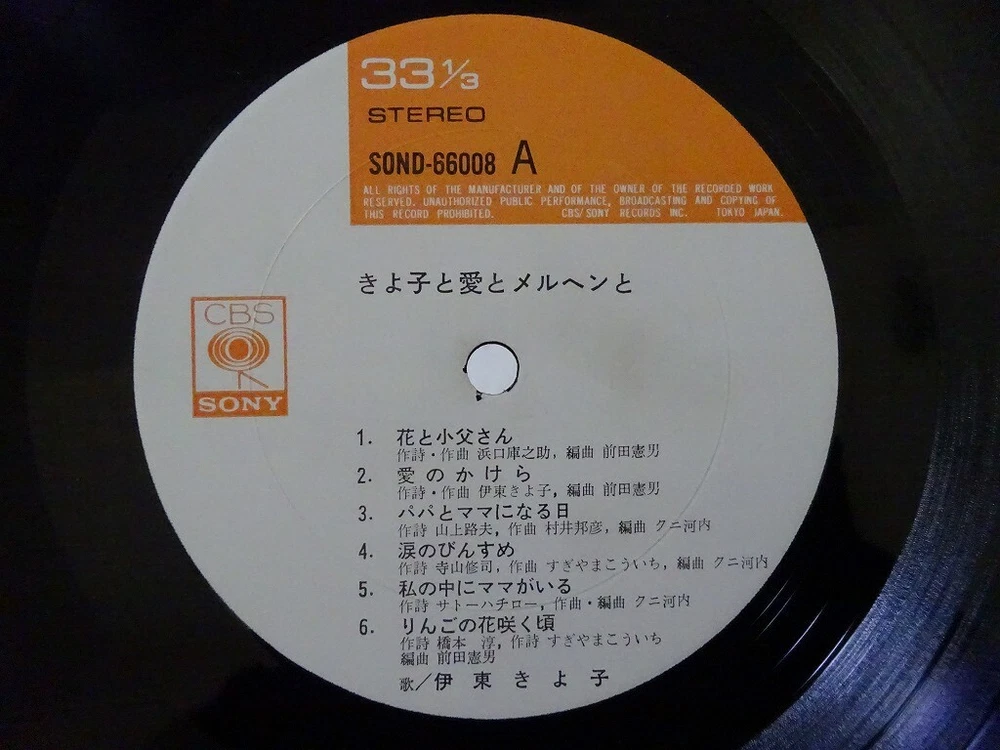 33 1/3
STEREO
SOND-66008 A
ALL RIGHTS OF THE MANUFACTURER AND OF THE OWNER OF THE RECORDED WORK
RESERVED. UNAUTHORIZED PUBLIC PERFORMANCE, BROADCASTING AND COPYING OF
THIS RECORD PROHIBITED. CBS/SONY RECORDS INC. TOKYO JAPAN.
きよ子と愛とメルヘンと
CBS
SONY
1. 花と小父さん
作詩・作曲 浜口庫之助, 編曲 前田憲男
2. 愛のかけら
作詩・作曲 伊東きよ子, 編曲 前田憲男
3. パパとママになる日
作詩 山上路夫, 作曲 村井邦彦, 編曲 クニ河内
4. 涙のびんずめ
作詩 寺山修司, 作曲 すぎやまこういち, 編曲 クニ河内
5. 私の中にママがいる
作詩 サトーハチロー, 作曲・編曲 クニ河内
6. りんごの花咲く頃
作詩 橋本 淳, 作詩 すぎやまこういち
編曲 前田憲男
歌/伊東きよ子